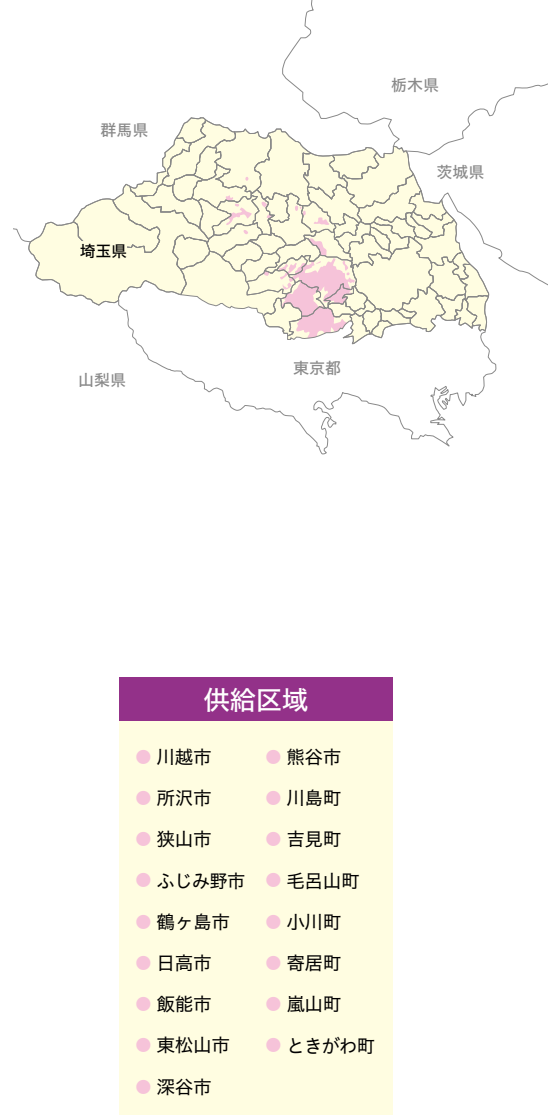 栃木県
群馬県
茨城県
埼玉県
東京都
山梨県
供給区域
川越市
所沢市
狭山市
ふじみ野市
鶴ヶ島市
日高市
飯能市
東松山市
深谷市
熊谷市
川島町
吉見町
毛呂山町
小川町
寄居町
嵐山町
ときがわ町